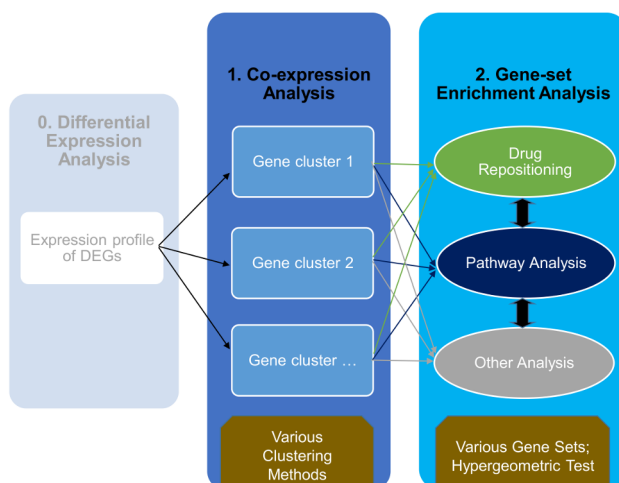 0. Differential
Expression
Analysis
Expression profile
of DEGs
1. Co-expression
Analysis
Gene cluster 1
Gene cluster 2
Gene cluster ...
Various
Clustering
Methods
2. Gene-set
Enrichment Analysis
Drug
Repositioning
Pathway Analysis
Other Analysis
Various Gene Sets;
Hypergeometric Test